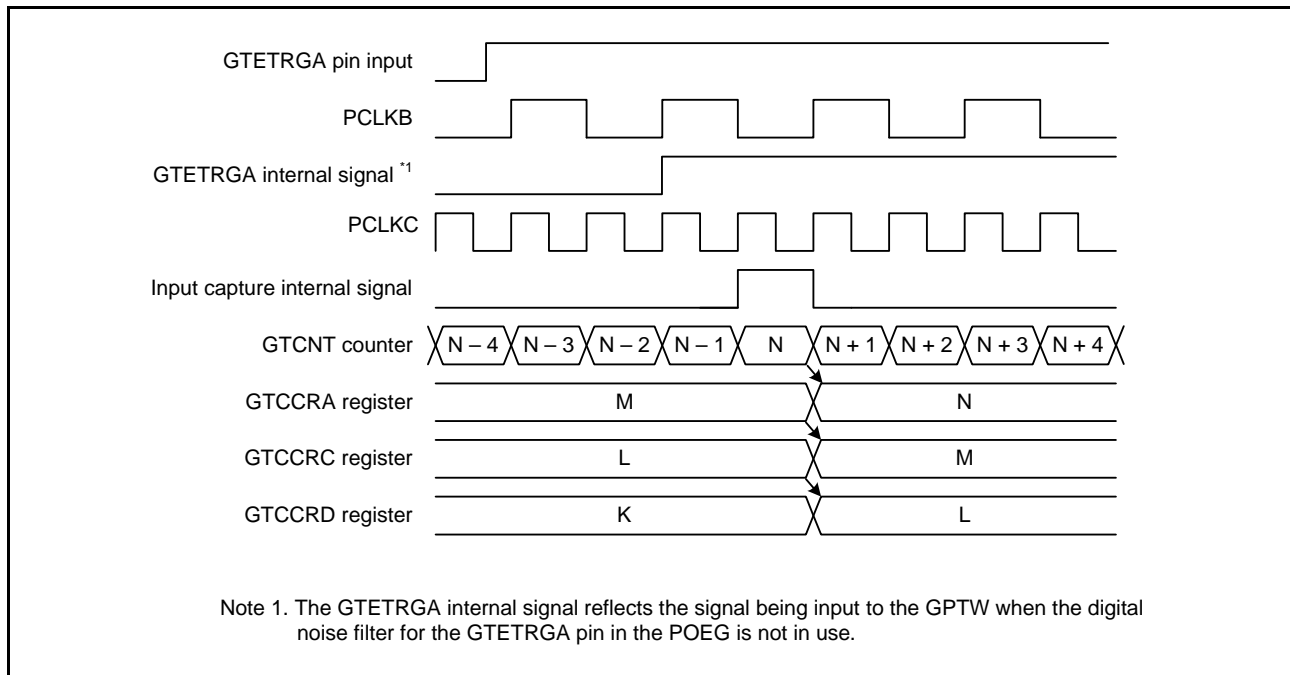 GTETRGA pin input
PCLKB
GTETRGA internal signal *1
PCLKC
Input capture internal signal
GTCNT counter N – 4 N – 3 N – 2 N – 1 N N + 1 N + 2 N + 3 N + 4
GTCCRA register M N
GTCCRC register L M
GTCCRD register K L
Note 1. The GTETRGA internal signal reflects the signal being input to the GPTW when the digital
noise filter for the GTETRGA pin in the POEG is not in use.